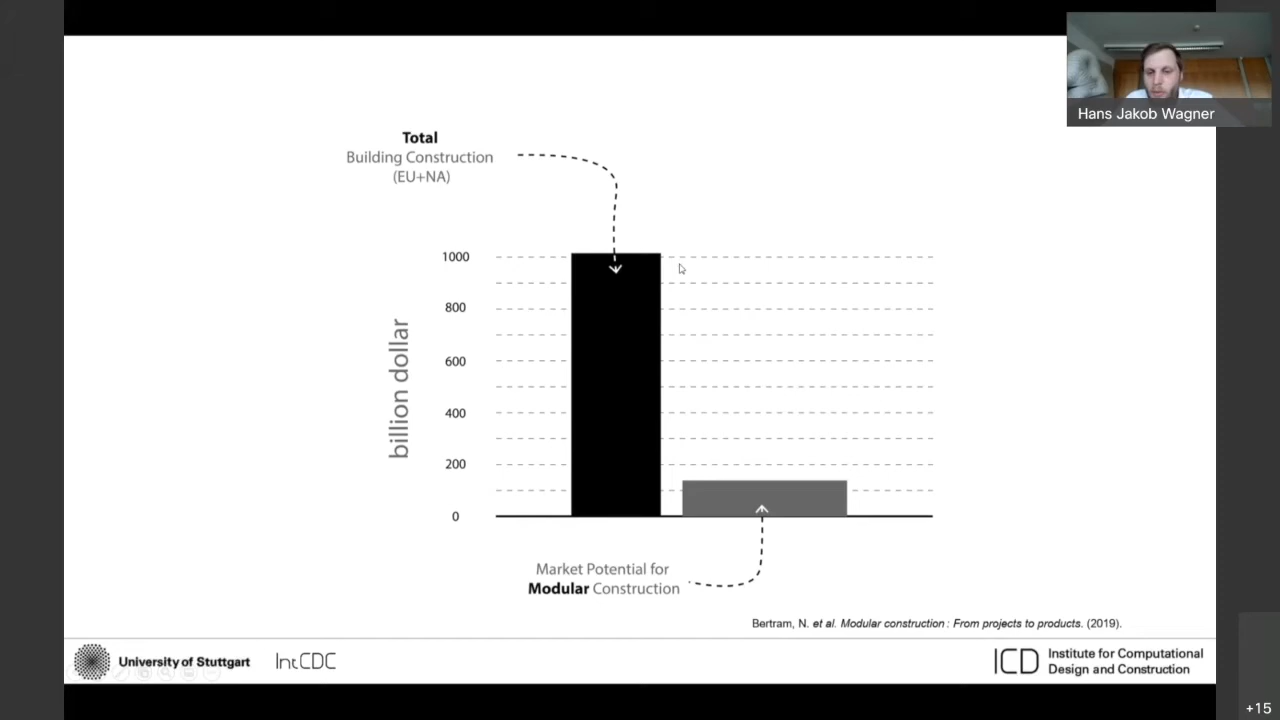 Hans Jakob Wagner
Total
Building Construction
(EU+NA)
1000
800
600
400
200
0
billion dollar
Market Potential for
Modular Construction
Bertram, N. et al. Modular construction : From projects to products. (2019).
University of Stuttgart
IntCDC
ICD
Institute for Computational
Design and Construction
+15